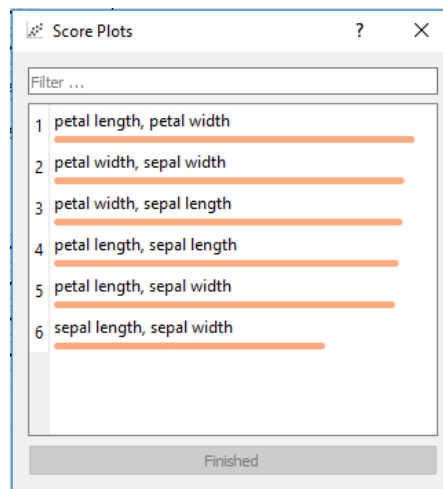 Score Plots
?
Filter ...
1 petal length, petal width
2 petal width, sepal width
3 petal width, sepal length
4 petal length, sepal length
5 petal length, sepal width
6 sepal length, sepal width
Finished